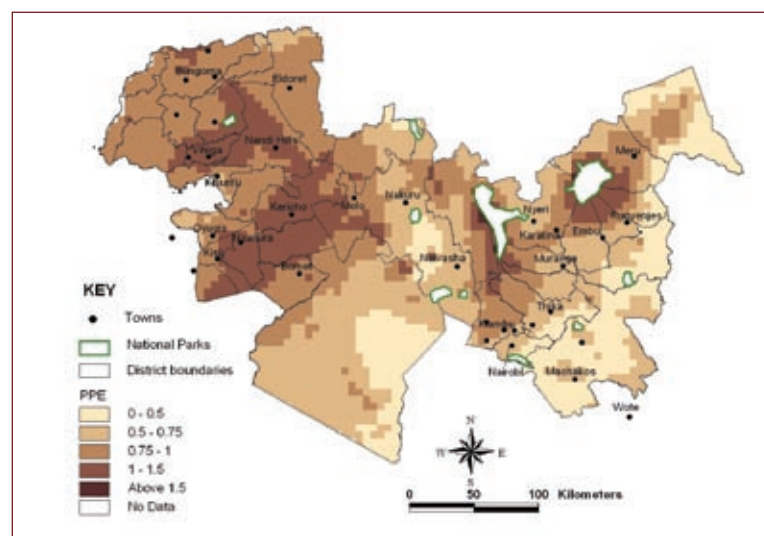 Bungoma
Eldoret
Nandi Hills
Meru
Kericho
Molo
Nakuru
Nyeri
Runyenjes
Karatina
Embu
Naivasha
Muranga
Bomet
KEY
Towns
National Parks
District boundaries
Thika
Nairobi
Machakos
Wote
PPE
0 - 0.5
0.5 - 0.75
0.75 - 1
1 - 1.5
Above 1.5
No Data
N
W E
S
0 50 100 Kilometers